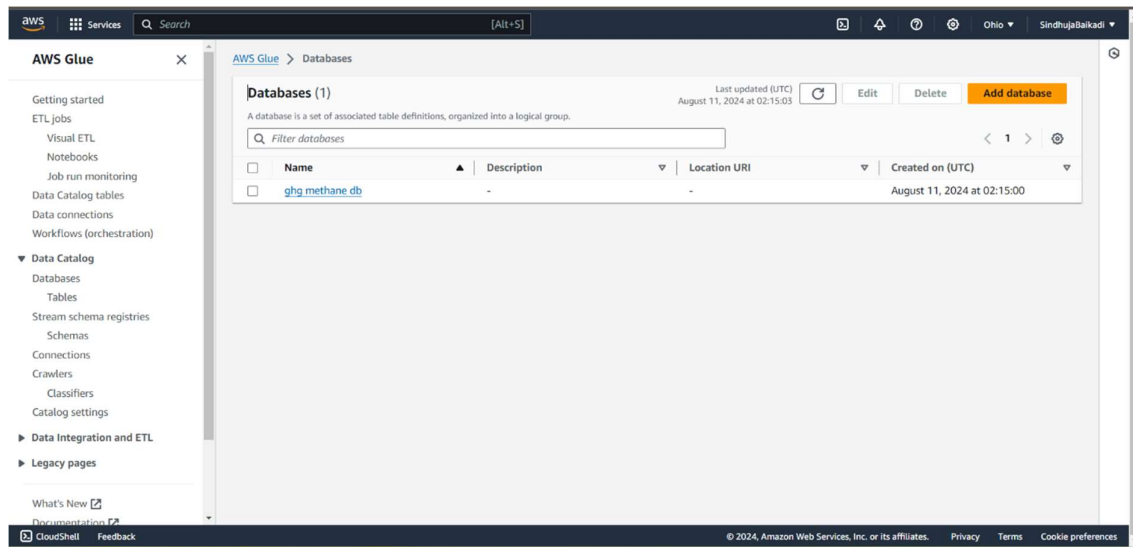 aws Services Search [Alt+S] Ohio ▼ SindhujaBaikadi ▼
AWS Glue
Getting started
ETL jobs
Visual ETL
Notebooks
Job run monitoring
Data Catalog tables
Data connections
Workflows (orchestration)
Data Catalog
Databases
Tables
Stream schema registries
Schemas
Connections
Crawlers
Classifiers
Catalog settings
Data Integration and ETL
Legacy pages
What's New
Documentation
AWS Glue > Databases
Databases (1)
Last updated (UTC)
August 11, 2024 at 02:15:03
Edit Delete Add database
A database is a set of associated table definitions, organized into a logical group.
Filter databases
1
Name Description Location URI Created on (UTC)
ghg methane db - - August 11, 2024 at 02:15:00
CloudShell Feedback © 2024, Amazon Web Services, Inc. or its affiliates. Privacy Terms Cookie preferences